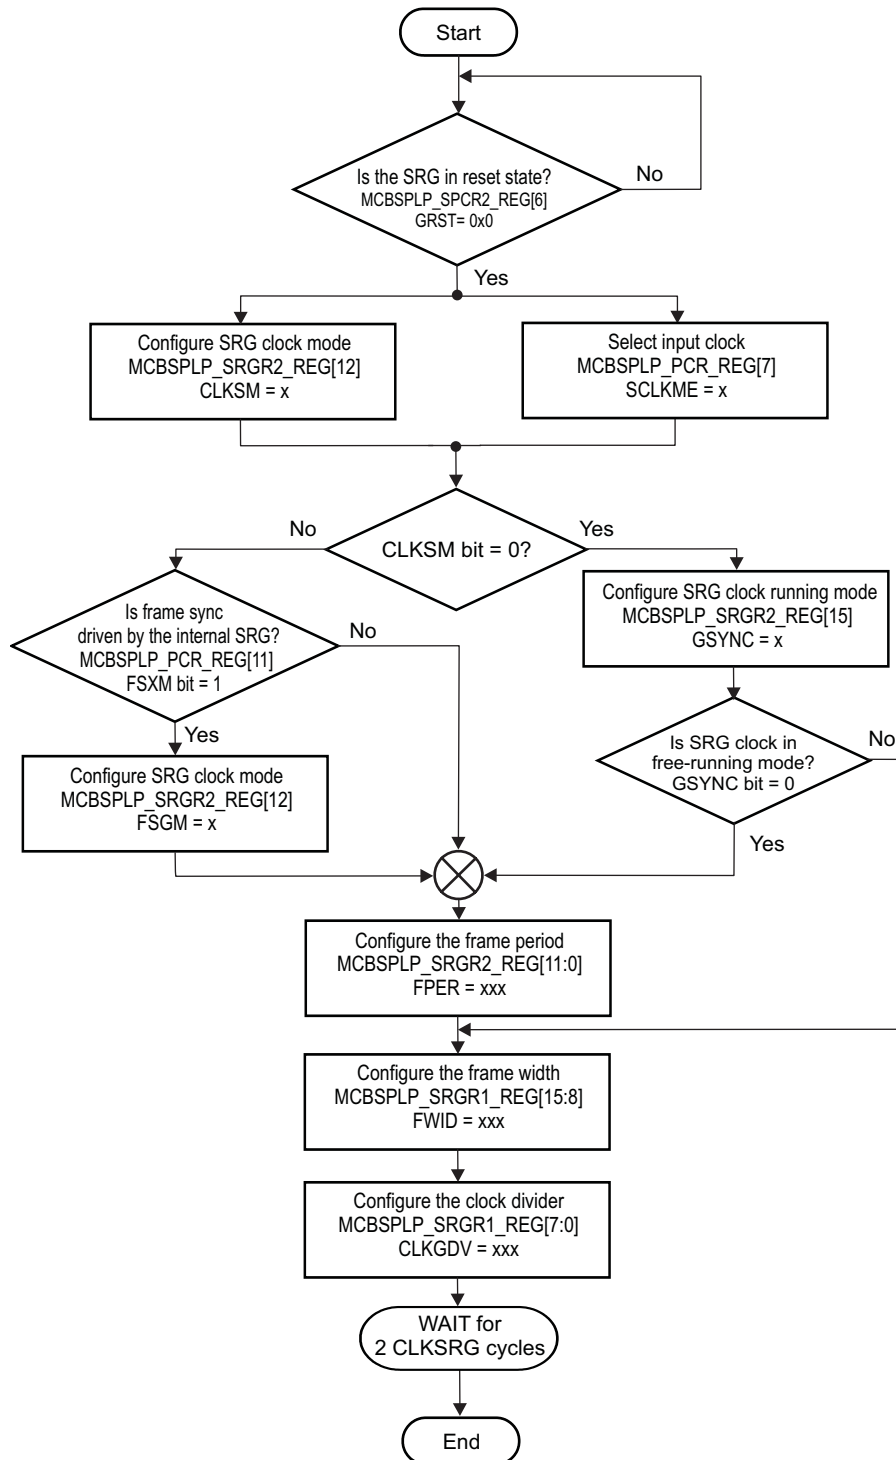 Start
Is the SRG in reset state?
MCBSPLP_SPCR2_REG[6]
GRST= 0x0
No
Yes
Configure SRG clock mode
MCBSPLP_SRGR2_REG[12]
CLKSM = x
Select input clock
MCBSPLP_PCR_REG[7]
SCLKME = x
CLKSM bit = 0?
No
Yes
Is frame sync
driven by the internal SRG?
MCBSPLP_PCR_REG[11]
FSXM bit = 1
No
Yes
Configure SRG clock running mode
MCBSPLP_SRGR2_REG[15]
GSYNC = x
Is SRG clock in
free-running mode?
GSYNC bit = 0
No
Yes
Configure SRG clock mode
MCBSPLP_SRGR2_REG[12]
FSGM = x
Configure the frame period
MCBSPLP_SRGR2_REG[11:0]
FPER = xxx
Configure the frame width
MCBSPLP_SRGR1_REG[15:8]
FWID = xxx
Configure the clock divider
MCBSPLP_SRGR1_REG[7:0]
CLKGDV = xxx
WAIT for
2 CLKSRG cycles
End